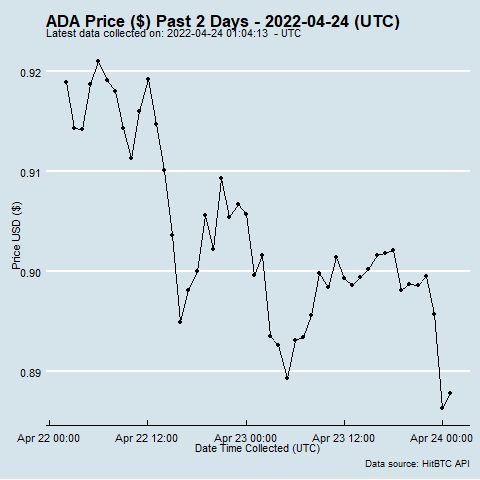 ADA Price ($) Past 2 Days - 2022-04-24 (UTC)
Latest data collected on: 2022-04-24 01:04:13 - UTC
0.92
0.91
0.90
0.89
Price USD ($)
Apr 22 00:00 Apr 22 12:00 Apr 23 00:00 Apr 23 12:00 Apr 24 00:00
Date Time Collected (UTC)
Data source: HitBTC API